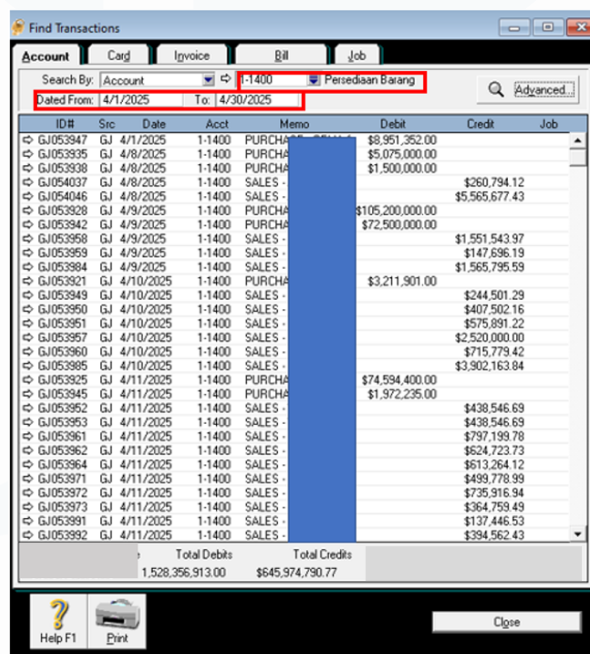 Find Transactions
Account Card Invoice Bill Job
Search By: Account 1-1400 Persediaan Barang
Advanced...
Dated From: 4/1/2025 To: 4/30/2025
ID# Src Date Acct Memo Debit Credit Job
GJ053947 GJ 4/1/2025 1-1400 $8,951,352.00
GJ053935 GJ 4/8/2025 1-1400 PURCHA $5,075,000.00
GJ053938 GJ 4/8/2025 1-1400 PURCHA $1,500,000.00
GJ054037 GJ 4/8/2025 1-1400 SALES - $260,794.12
GJ054046 GJ 4/8/2025 1-1400 SALES - $5,565,677.43
GJ053928 GJ 4/9/2025 1-1400 PURCHA $105,200,000.00
GJ053942 GJ 4/9/2025 1-1400 PURCHA $72,500,000.00
GJ053958 GJ 4/9/2025 1-1400 SALES - $1,551,543.97
GJ053959 GJ 4/9/2025 1-1400 SALES - $147,696.19
GJ053984 GJ 4/9/2025 1-1400 SALES - $1,565,795.59
GJ053921 GJ 4/10/2025 1-1400 PURCHA $3,211,901.00
GJ053949 GJ 4/10/2025 1-1400 SALES - $244,501.29
GJ053950 GJ 4/10/2025 1-1400 SALES - $407,502.16
GJ053951 GJ 4/10/2025 1-1400 SALES - $575,891.22
GJ053957 GJ 4/10/2025 1-1400 SALES - $2,520,000.00
GJ053960 GJ 4/10/2025 1-1400 SALES - $715,779.42
GJ053985 GJ 4/10/2025 1-1400 SALES - $3,902,163.84
GJ053925 GJ 4/11/2025 1-1400 PURCHA $74,594,400.00
GJ053945 GJ 4/11/2025 1-1400 PURCHA $1,972,235.00
GJ053952 GJ 4/11/2025 1-1400 SALES - $438,546.69
GJ053953 GJ 4/11/2025 1-1400 SALES - $438,546.69
GJ053961 GJ 4/11/2025 1-1400 SALES - $797,199.78
GJ053962 GJ 4/11/2025 1-1400 SALES - $624,723.73
GJ053964 GJ 4/11/2025 1-1400 SALES - $613,264.12
GJ053971 GJ 4/11/2025 1-1400 SALES - $499,778.99
GJ053972 GJ 4/11/2025 1-1400 SALES - $735,916.94
GJ053973 GJ 4/11/2025 1-1400 SALES - $364,759.49
GJ053991 GJ 4/11/2025 1-1400 SALES - $137,446.53
GJ053992 GJ 4/11/2025 1-1400 SALES - $394,562.43
Total Debits Total Credits
1,528,356,913.00 $645,974,790.77
Help F1 Print Close